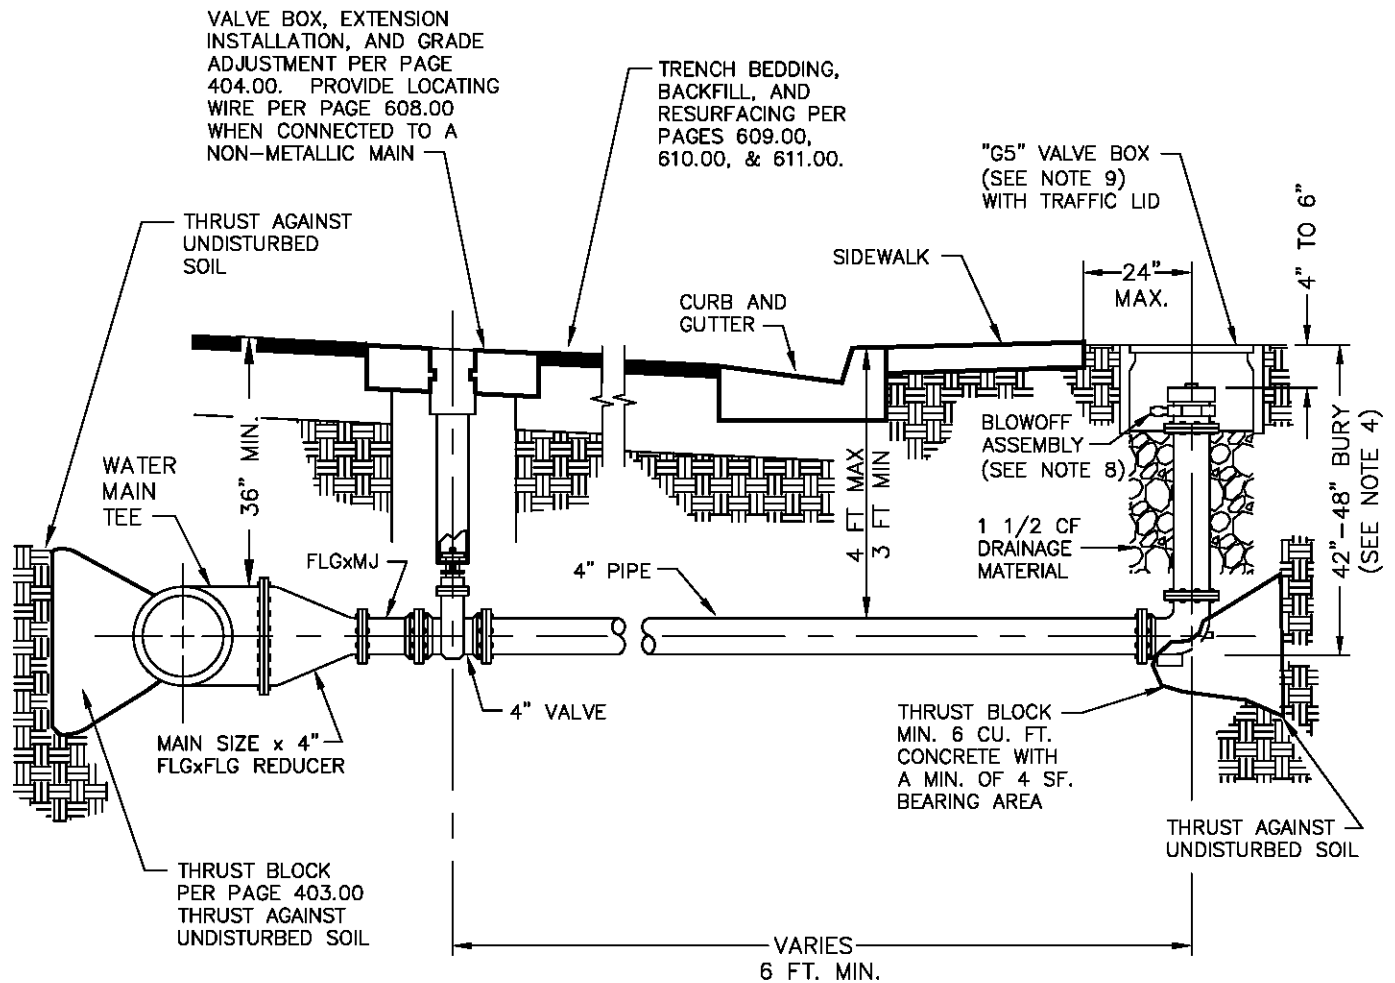 VALVE BOX, EXTENSION
INSTALLATION, AND GRADE
ADJUSTMENT PER PAGE
404.00. PROVIDE LOCATING
WIRE PER PAGE 608.00
WHEN CONNECTED TO A
NON-METALLIC MAIN
TRENCH BEDDING,
BACKFILL, AND
RESURFACING PER
PAGES 609.00,
610.00, & 611.00.
"G5" VALVE BOX
(SEE NOTE 9)
WITH TRAFFIC LID
4" TO 6"
THRUST AGAINST
UNDISTURBED
SOIL
SIDEWALK
24"
MAX.
CURB AND
GUTTER
36" MIN.
WATER
MAIN
TEE
4 FT MAX
3 FT MIN
BLOWOFF
ASSEMBLY
(SEE NOTE 8)
42"-48" BURY
(SEE NOTE 4)
1 1/2 CF
DRAINAGE
MATERIAL
FLGxMJ
4" PIPE
4" VALVE
MAIN SIZE x 4"
FLGxFLG REDUCER
THRUST BLOCK
MIN. 6 CU. FT.
CONCRETE WITH
A MIN. OF 4 SF.
BEARING AREA
THRUST AGAINST
UNDISTURBED SOIL
THRUST BLOCK
PER PAGE 403.00
THRUST AGAINST
UNDISTURBED SOIL
VARIES
6 FT. MIN.